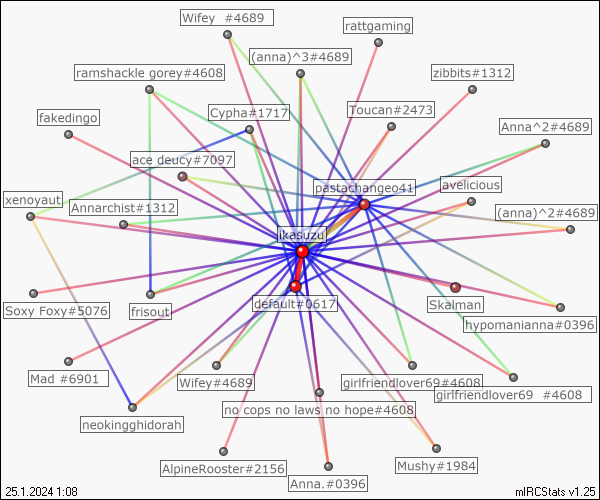 Wifey  #4689
rattgaming
(anna)^3#4689
ramshackle gorey#4608
zibbits#1312
Cypha#1717
Toucan#2473
fakedingo
Anna^2#4689
ace deucy#7097
pastachangeo41
avelicious
xenoyaut
Annarchist#1312
(anna)^2#4689
ikasuzu
Soxy Foxy#5076
frisout
default#0617
Skalman
hypomanianna#0396
Mad #6901
Wifey#4689
girlfriendlover69#4608
girlfriendlover69  #4608
no cops no laws no hope#4608
neokingghidorah
AlpineRooster#2156
Anna.#0396
Mushy#1984
25.1.2024 1:08
mIRCStats v1.25